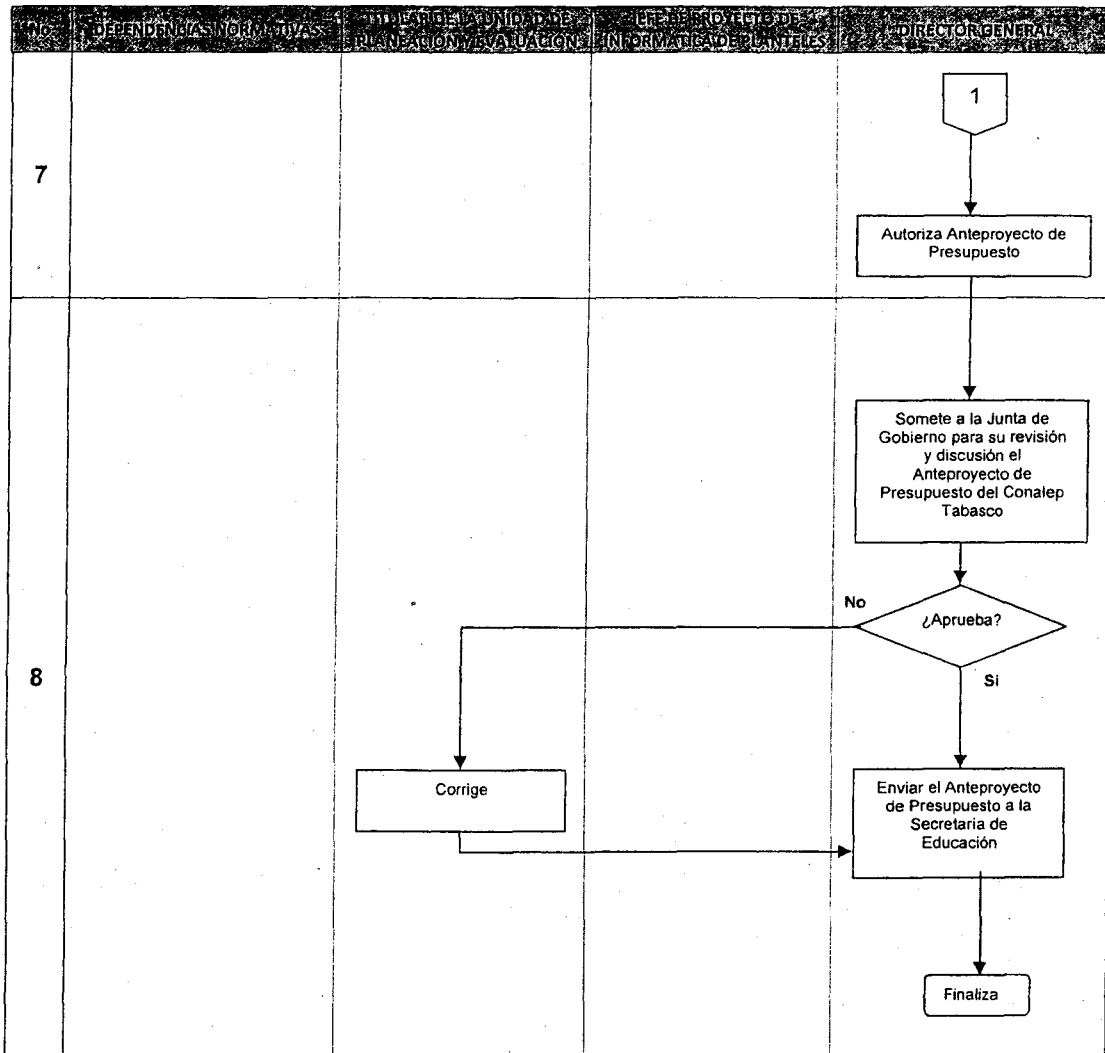 No.
DEPENDENCIAS NORMATIVAS
TITULAR DE LA UNIDAD DE
PLANEACION Y EVALUACIÓN
JEFE DE PROYECTO DE
INFORMATICA DE PLANTELES
DIRECTOR GENERAL
1
7
Autoriza Anteproyecto de
Presupuesto
Somete a la Junta de
Gobierno para su revisión
y discusión el
Anteproyecto de
Presupuesto del Conalep
Tabasco
No
¿Aprueba?
8
Si
Corrige
Enviar el Anteproyecto
de Presupuesto a la
Secretaria de
Educación
Finaliza